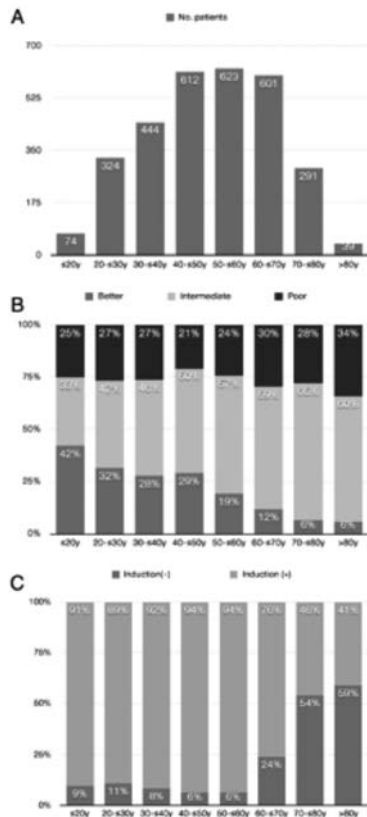 A
No. patients
700
525
350
175
0
74
324
444
612
623
601
291
39
≤20y 20-≤30y 30-≤40y 40-≤50y 50-≤60y 60-≤70y 70-≤80y >80y
B
Better Intermediate Poor
100%
75%
50%
25%
0%
25% 27% 27% 21% 24% 30% 28% 34%
42% 32% 28% 29% 19% 12% 6% 6%
≤20y 20-≤30y 30-≤40y 40-≤50y 50-≤60y 60-≤70y 70-≤80y >80y
C
Induction(-) Induction (+)
100%
75%
50%
25%
0%
91% 89% 92% 94% 94% 76% 46% 41%
9% 11% 8% 6% 6% 24% 54% 59%
≤20y 20-≤30y 30-≤40y 40-≤50y 50-≤60y 60-≤70y 70-≤80y >80y